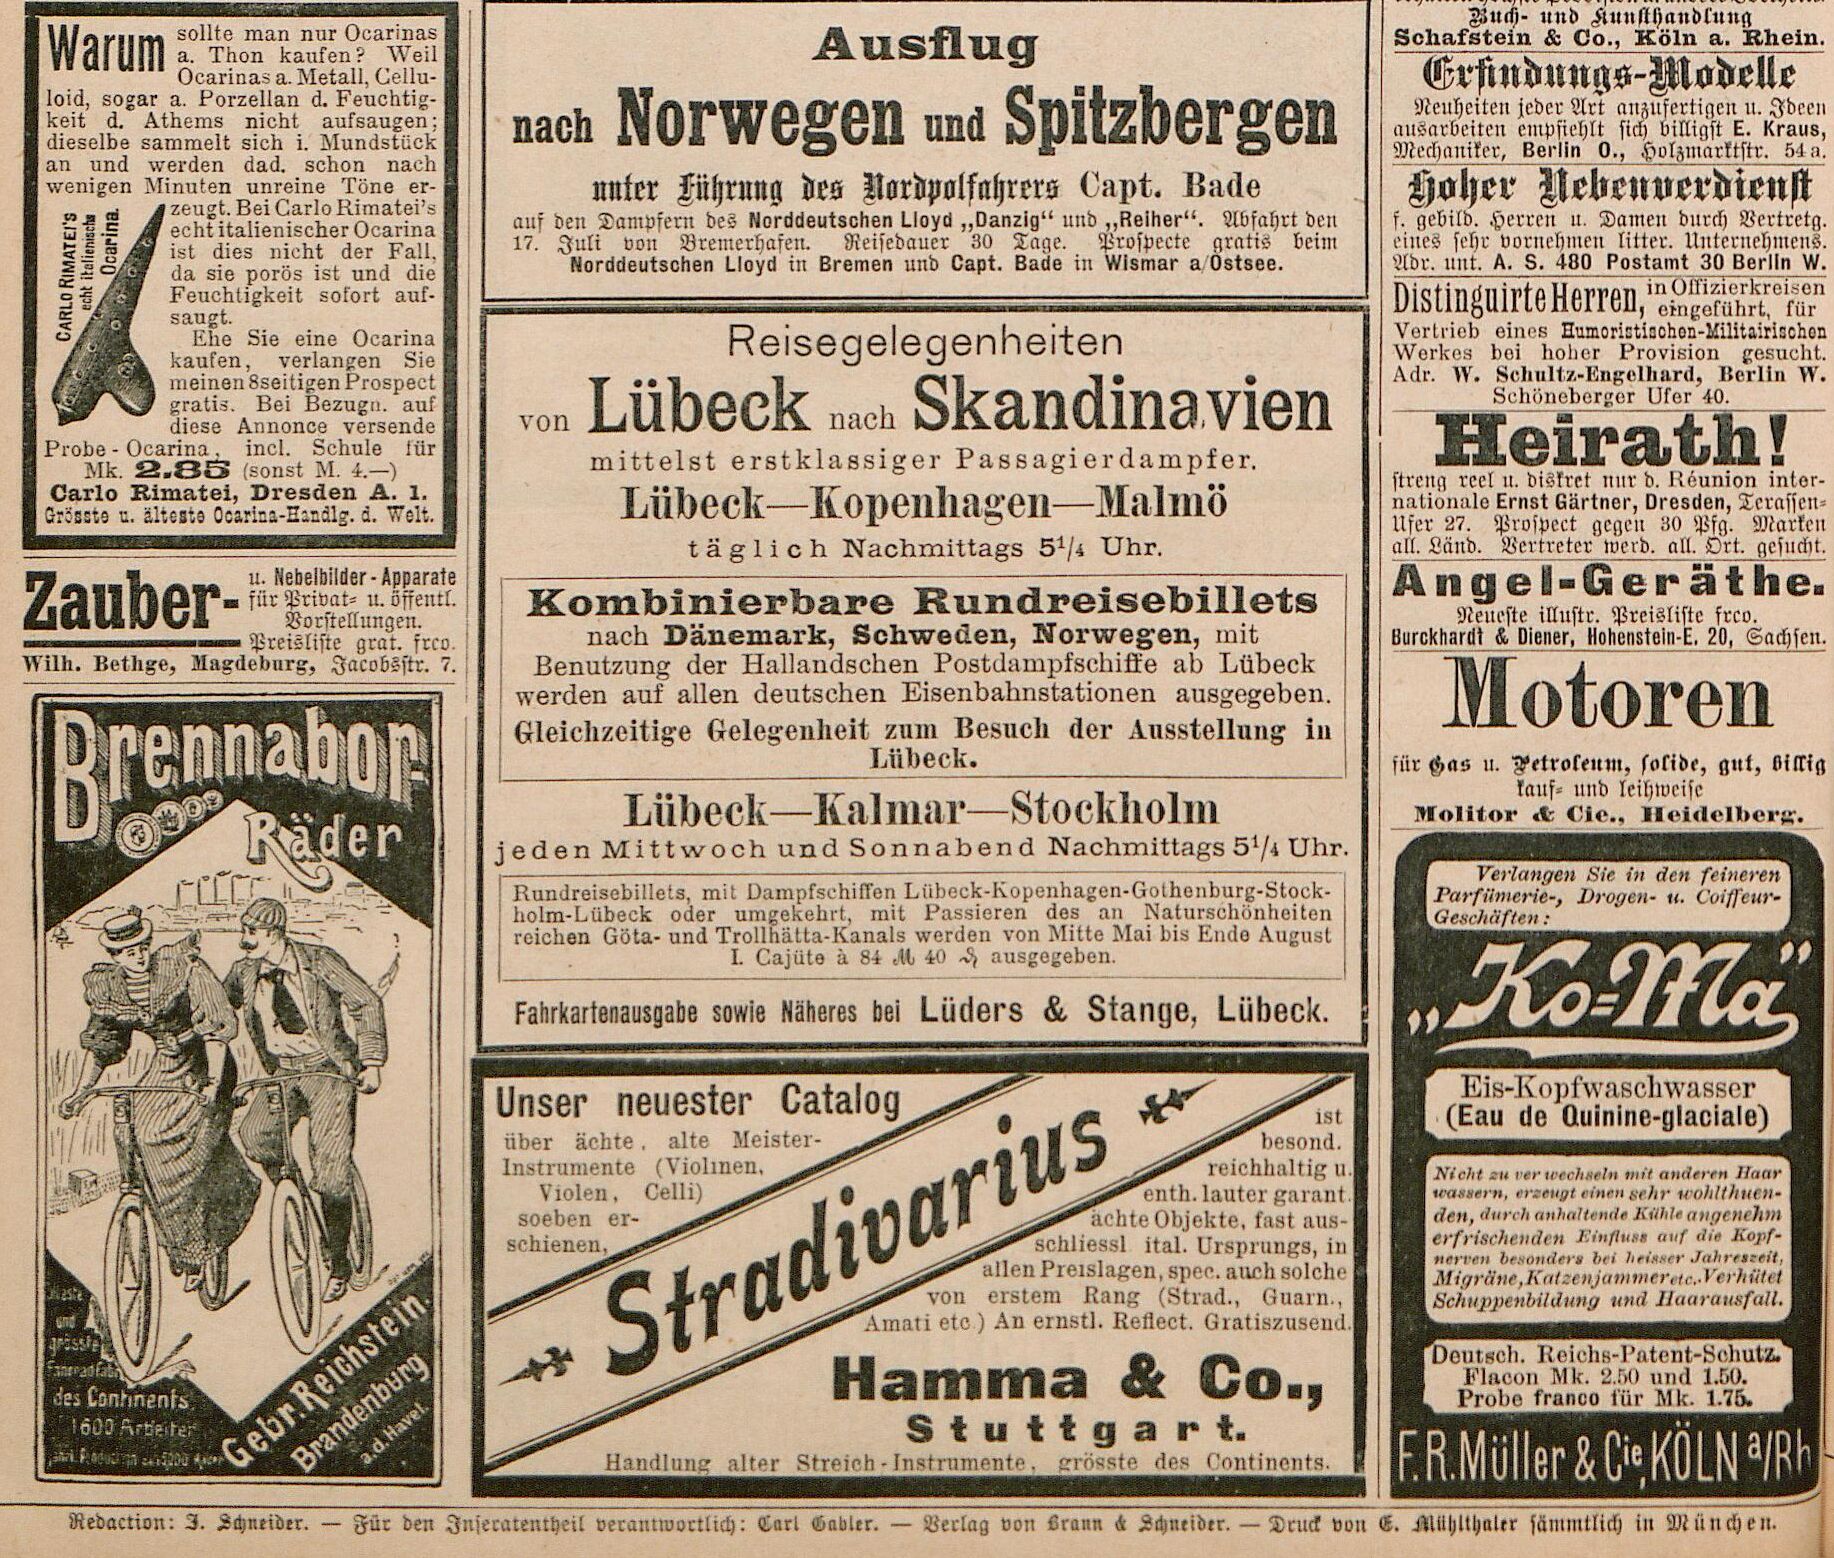 Warum sollte man nur Ocarinas
a. Thon kaufen? Weil
Ocarinas a. Metall, Cellu-
loid, sogar a. Porzellan d. Feuchtig-
keit d. Athems nicht aufsaugen;
dieselbe sammelt sich i. Mundstück
an und werden dad. schon nach
wenigen Minuten unreine Töne er-
zeugt. Bei Carlo Rimatei's
echt italienischer Ocarina
ist dies nicht der Fall,
da sie porös ist und die
Feuchtigkeit sofort auf-
saugt.
CARLO RIMATEI'S
echt italienische
Ocarina.
Ehe Sie eine Ocarina
kaufen, verlangen Sie
meinen 8seitigen Prospect
gratis. Bei Bezugn. auf
diese Annonce versende
Probe-Ocarina, incl. Schule für
Mk. 2.85 (sonst M. 4.—)
Carlo Rimatei, Dresden A. 1.
Grösste u. älteste Ocarina-Handlg. d. Welt.
Zauber- u. Nebelbilder-Apparate
für Privat- u. öffentl.
Vorstellungen.
Preisliste grat. frco.
Wilh. Bethge, Magdeburg, Jacobsstr. 7.
Brennabor-
Räder
grösste
des Continents
1600 Arbeiter
Gebr. Reichstein
Brandenburg
a.d. Havel.
Ausflug
nach Norwegen und Spitzbergen
unter Führung des Nordpolfahrers Capt. Bade
auf den Dampfern des Norddeutschen Lloyd „Danzig“ und „Reiher“. Abfahrt den
17. Juli von Bremerhafen. Reisedauer 30 Tage. Prospecte gratis beim
Norddeutschen Lloyd in Bremen und Capt. Bade in Wismar a/Ostsee.
Reisegelegenheiten
von Lübeck nach Skandinavien
mittelst erstklassiger Passagierdampfer.
Lübeck—Kopenhagen—Malmö
täglich Nachmittags 5¹/₄ Uhr.
Kombinierbare Rundreisebillets
nach Dänemark, Schweden, Norwegen, mit
Benutzung der Hallandschen Postdampfschiffe ab Lübeck
werden auf allen deutschen Eisenbahnstationen ausgegeben.
Gleichzeitige Gelegenheit zum Besuch der Ausstellung in
Lübeck.
Lübeck—Kalmar—Stockholm
jeden Mittwoch und Sonnabend Nachmittags 5¹/₄ Uhr.
Rundreisebillets, mit Dampfschiffen Lübeck-Kopenhagen-Gothenburg-Stock-
holm-Lübeck oder umgekehrt, mit Passieren des an Naturschönheiten
reichen Göta- und Trollhätta-Kanals werden von Mitte Mai bis Ende August
I. Cajüte à 84 ℳ 40 ₰ ausgegeben.
Fahrkartenausgabe sowie Näheres bei Lüders & Stange, Lübeck.
Unser neuester Catalog
über ächte, alte Meister-
Instrumente (Violinen,
Violen, Celli)
soeben er-
schienen,
Stradivarius
ist
besond.
reichhaltig u.
enth. lauter garant.
ächte Objekte, fast aus-
schliessl. ital. Ursprungs, in
allen Preislagen, spec. auch solche
von erstem Rang (Strad., Guarn.,
Amati etc.) An ernstl. Reflect. Gratiszusend.
Hamma & Co.,
Stuttgart.
Handlung alter Streich-Instrumente, grösste des Continents.
Buch- und Kunsthandlung
Schafstein & Co., Köln a. Rhein.
Erfindungs-Modelle
Neuheiten jeder Art anzufertigen u. Ideen
ausarbeiten empfiehlt sich billigst E. Kraus,
Mechaniker, Berlin O., Holzmarktstr. 54a.
Hoher Nebenverdienst
f. gebild. Herren u. Damen durch Vertretg.
eines sehr vornehmen litter. Unternehmens.
Adr. unt. A. S. 480 Postamt 30 Berlin W.
Distinguirte Herren, in Offizierkreisen
eingeführt, für
Vertrieb eines Humoristischen-Militairischen
Werkes bei hoher Provision gesucht.
Adr. W. Schultz-Engelhard, Berlin W.
Schöneberger Ufer 40.
Heirath!
streng reel u. diskret nur d. Réunion inter-
nationale Ernst Gärtner, Dresden, Terassen-
Ufer 27. Prospect gegen 30 Pfg. Marken
all. Länd. Vertreter werd. all. Ort. gesucht.
Angel-Geräthe.
Neueste illustr. Preisliste frco.
Burckhardt & Diener, Hohenstein-E. 20, Sachsen.
Motoren
für Gas u. Petroleum, solide, gut, billig
kauf- und leihweise
Molitor & Cie., Heidelberg.
Verlangen Sie in den feineren
Parfümerie-, Drogen- u. Coiffeur-
Geschäften:
„Ko-Ma“
Eis-Kopfwaschwasser
(Eau de Quinine-glaciale)
Nicht zu verwechseln mit anderen Haar
wassern, erzeugt einen sehr wohlthuen-
den, durch anhaltende Kühle angenehm
erfrischenden Einfluss auf die Kopf-
nerven besonders bei heisser Jahreszeit,
Migräne, Katzenjammer etc. Verhütet
Schuppenbildung und Haarausfall.
Deutsch. Reichs-Patent-Schutz.
Flacon Mk. 2.50 und 1.50.
Probe franco für Mk. 1.75.
F.R. Müller & Cie, KÖLN a/Rh
Redaction: J. Schneider. — Für den Inseratentheil verantwortlich: Carl Gabler. — Verlag von Braun & Schneider. — Druck von E. Mühlthaler sämmtlich in München.